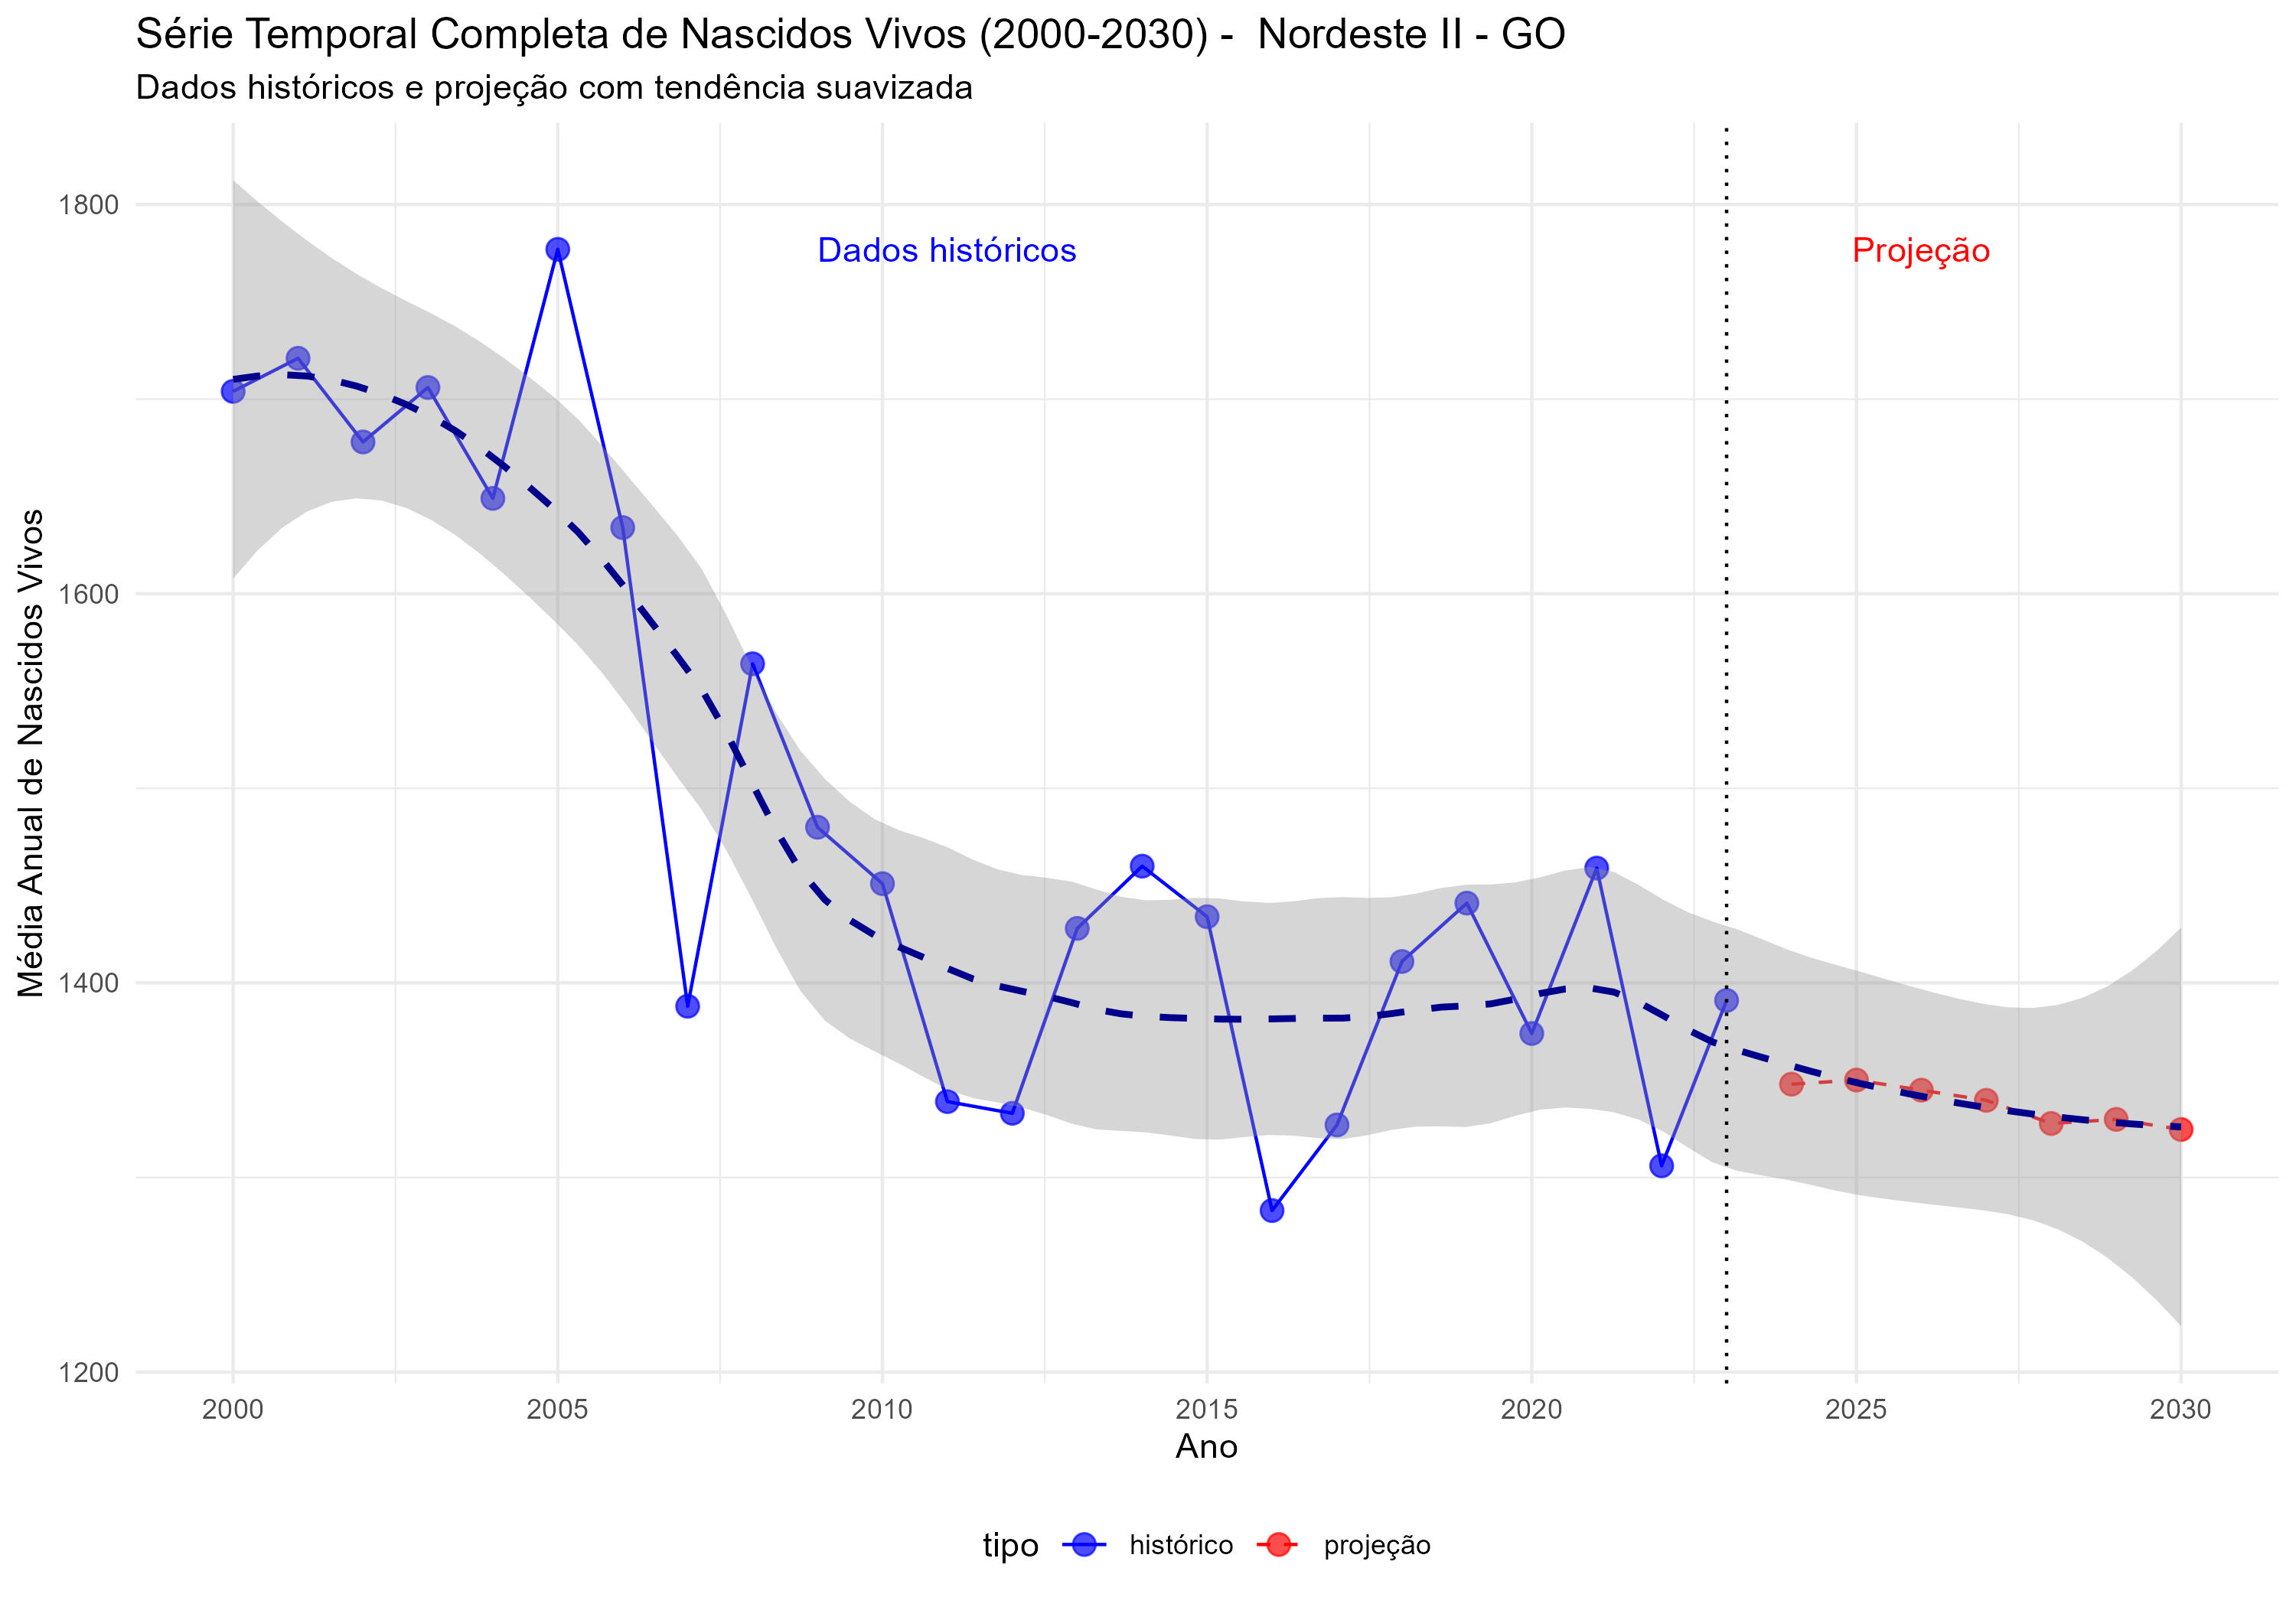 Série Temporal Completa de Nascidos Vivos (2000-2030) -  Nordeste II - GO
Dados históricos e projeção com tendência suavizada
Média Anual de Nascidos Vivos
1800
1600
1400
1200
Dados históricos
Projeção
2000
2005
2010
2015
2020
2025
2030
Ano
tipo
histórico
projeção